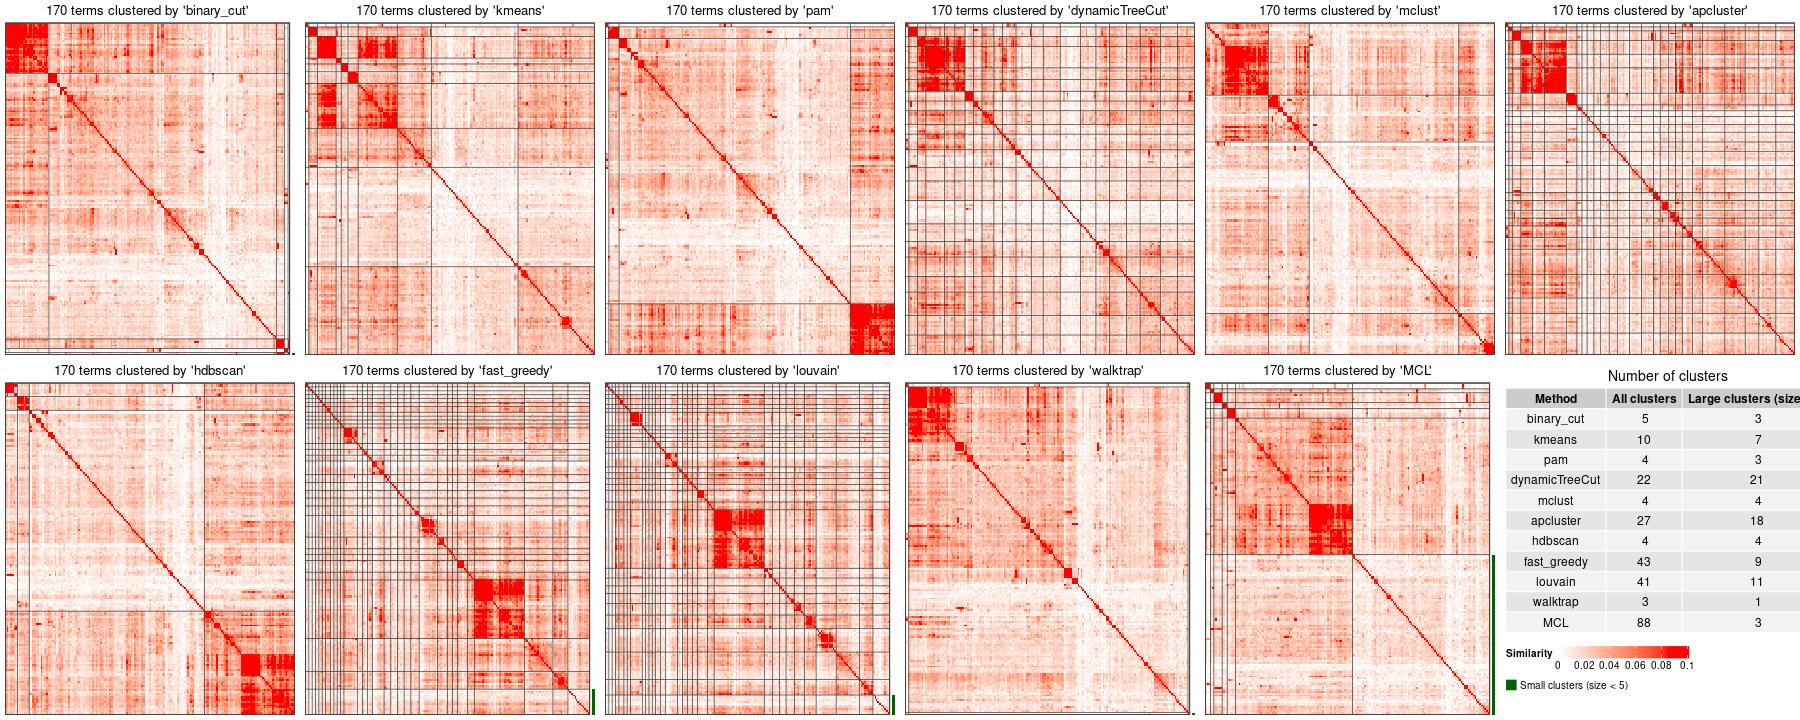 170 terms clustered by 'binary_cut'
170 terms clustered by 'kmeans'
170 terms clustered by 'pam'
170 terms clustered by 'dynamicTreeCut'
170 terms clustered by 'mclust'
170 terms clustered by 'apcluster'
170 terms clustered by 'hdbscan'
170 terms clustered by 'fast_greedy'
170 terms clustered by 'louvain'
170 terms clustered by 'walktrap'
170 terms clustered by 'MCL'
Number of clusters
Method All clusters Large clusters (size
binary_cut 5 3
kmeans 10 7
pam 4 3
dynamicTreeCut 22 21
mclust 4 4
apcluster 27 18
hdbscan 4 4
fast_greedy 43 9
louvain 41 11
walktrap 3 1
MCL 88 3
Similarity
0 0.02 0.04 0.06 0.08 0.1
Small clusters (size < 5)